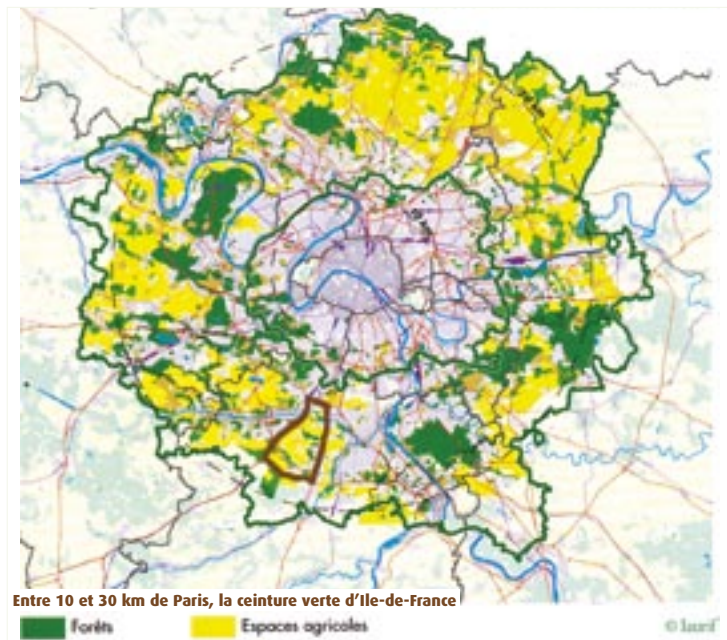 Entre 10 et 30 km de Paris, la ceinture verte d'Ile-de-France
Forêts
Espaces agricoles
© Iaurif